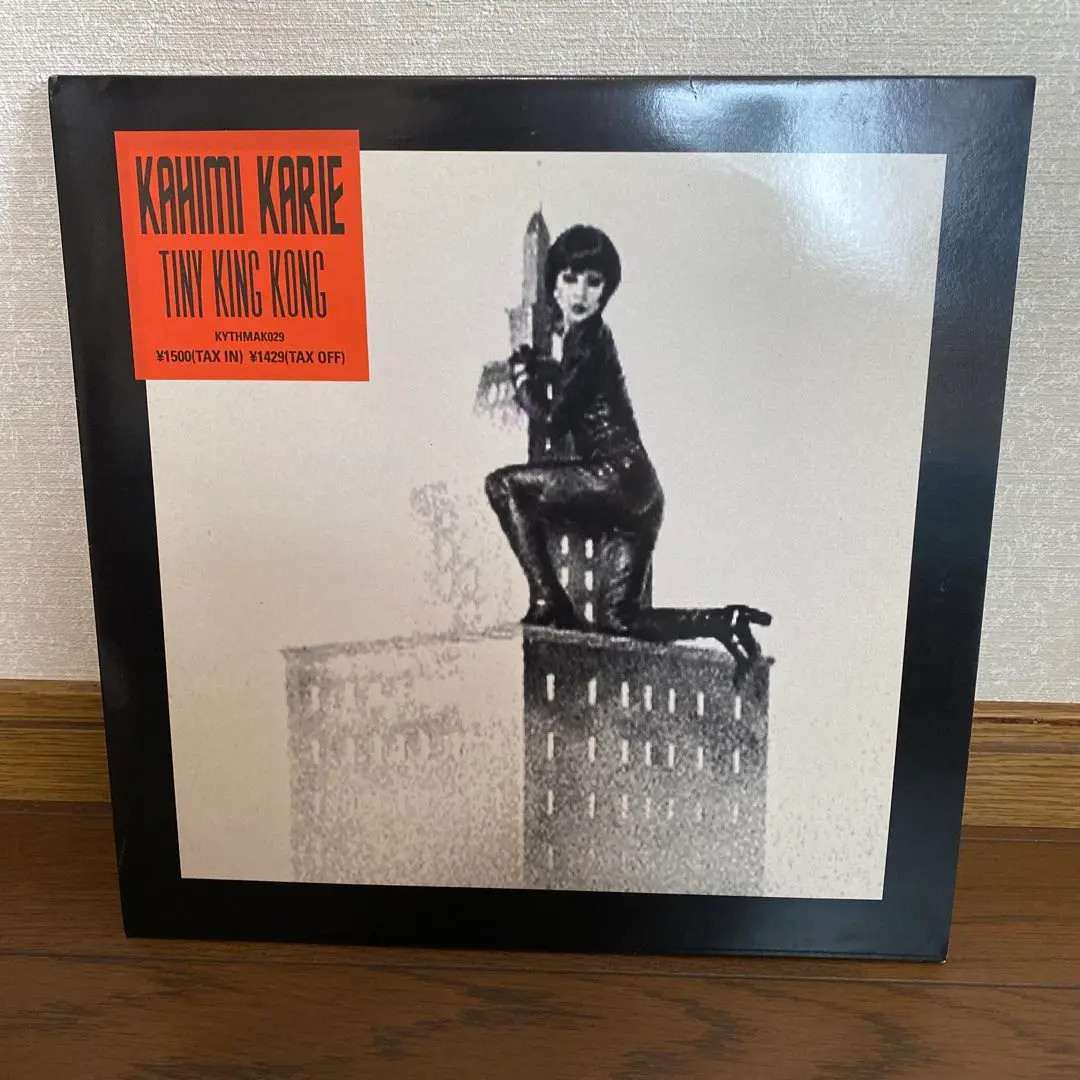 KAHIMI KARIE
TINY KING KONG
KYTHMAK029
¥1500(TAX IN) ¥1429(TAX OFF)